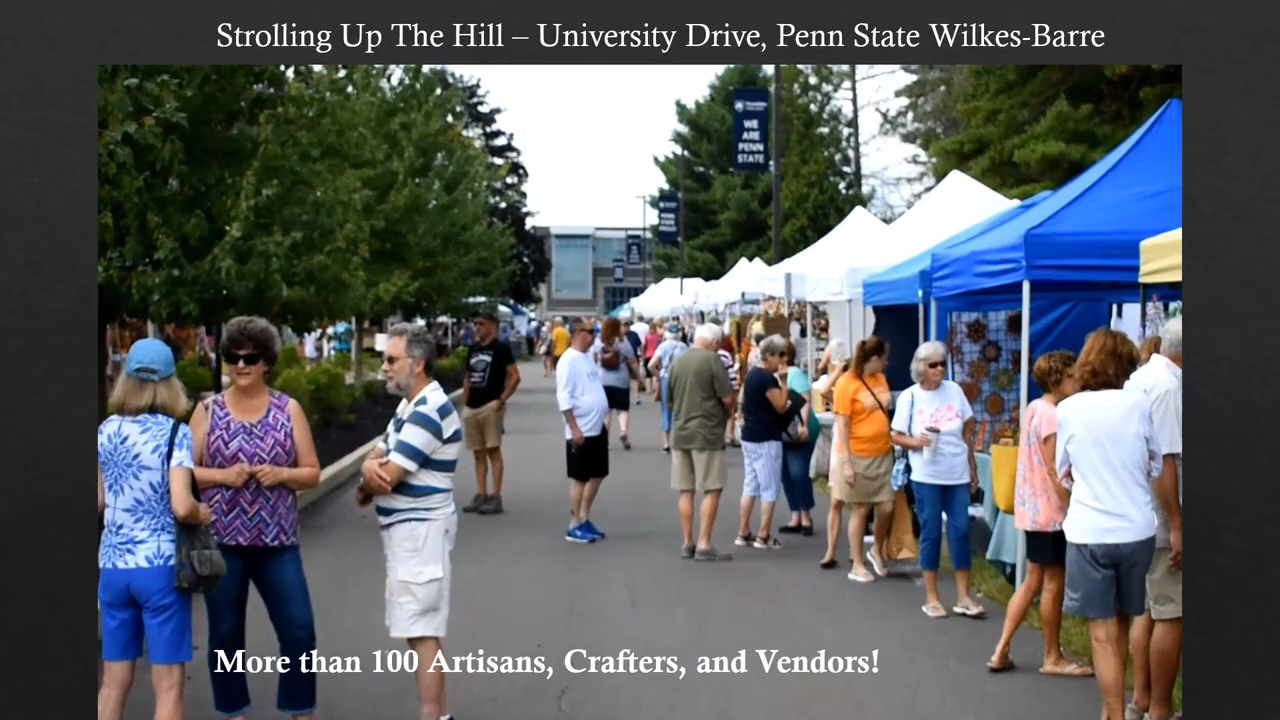 Strolling Up The Hill – University Drive, Penn State Wilkes-Barre
WE
ARE
PENN
STATE
More than 100 Artisans, Crafters, and Vendors!